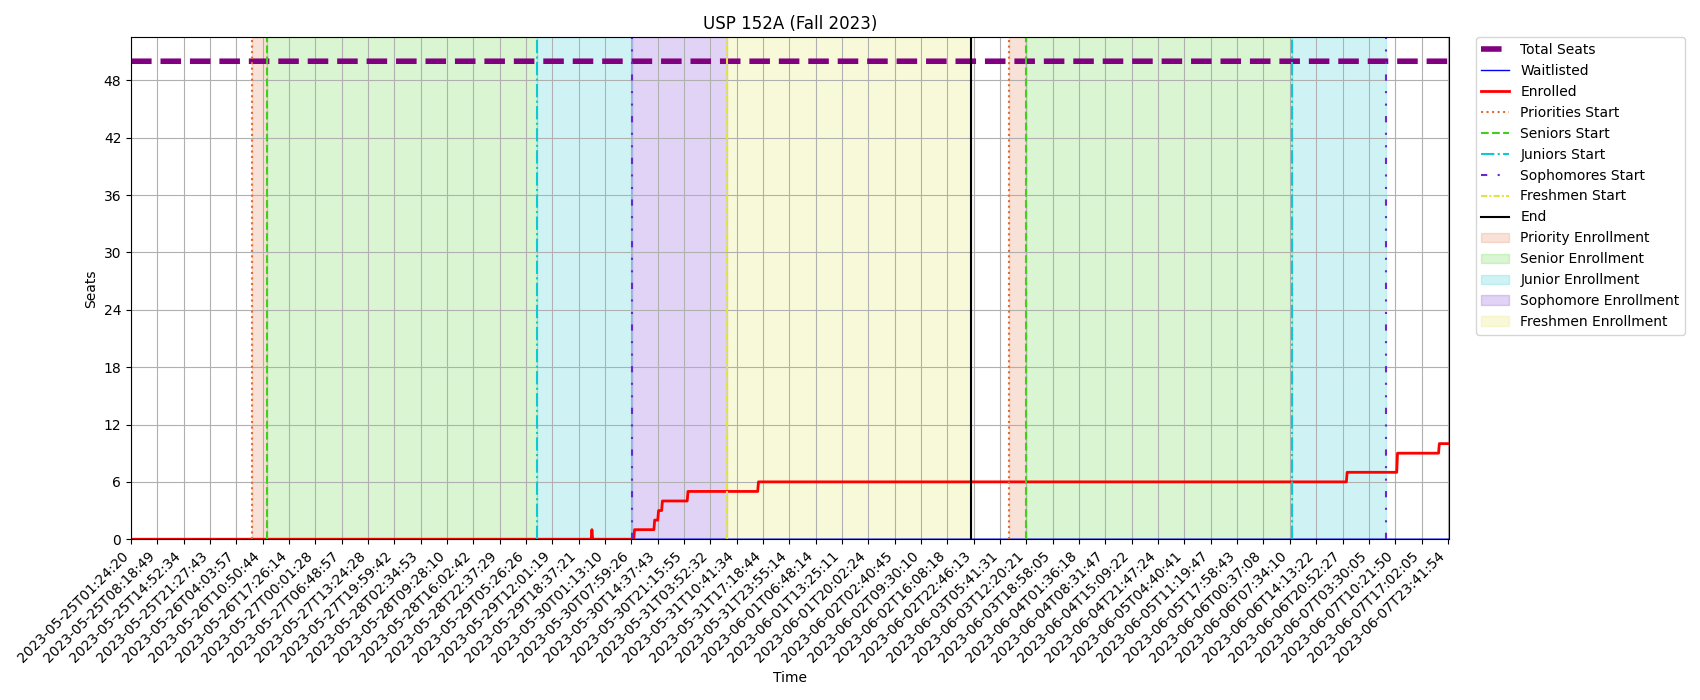 USP 152A (Fall 2023)
Seats
48
42
36
30
24
18
12
6
0
2023-05-25T01:24:20
2023-05-25T08:18:49
2023-05-25T14:52:34
2023-05-25T21:27:43
2023-05-26T04:03:57
2023-05-26T10:50:44
2023-05-26T17:26:14
2023-05-27T00:01:28
2023-05-27T06:48:57
2023-05-27T13:24:28
2023-05-27T19:59:42
2023-05-28T02:34:53
2023-05-28T09:28:10
2023-05-28T16:02:42
2023-05-28T22:37:29
2023-05-29T05:26:26
2023-05-29T12:01:19
2023-05-29T18:37:21
2023-05-30T01:13:10
2023-05-30T07:59:26
2023-05-30T14:37:43
2023-05-30T21:15:55
2023-05-31T03:52:32
2023-05-31T10:41:34
2023-05-31T17:18:44
2023-05-31T23:55:14
2023-06-01T06:48:14
2023-06-01T13:25:11
2023-06-01T20:02:24
2023-06-02T02:40:45
2023-06-02T09:30:10
2023-06-02T16:08:18
2023-06-02T22:46:13
2023-06-03T05:41:31
2023-06-03T12:20:21
2023-06-03T18:58:05
2023-06-04T01:36:18
2023-06-04T08:31:47
2023-06-04T15:09:22
2023-06-04T21:47:24
2023-06-05T04:40:41
2023-06-05T11:19:47
2023-06-05T17:58:43
2023-06-06T00:37:08
2023-06-06T07:34:10
2023-06-06T14:13:22
2023-06-06T20:52:27
2023-06-07T03:30:05
2023-06-07T10:21:50
2023-06-07T17:02:05
2023-06-07T23:41:54
Time
Total Seats
Waitlisted
Enrolled
Priorities Start
Seniors Start
Juniors Start
Sophomores Start
Freshmen Start
End
Priority Enrollment
Senior Enrollment
Junior Enrollment
Sophomore Enrollment
Freshmen Enrollment